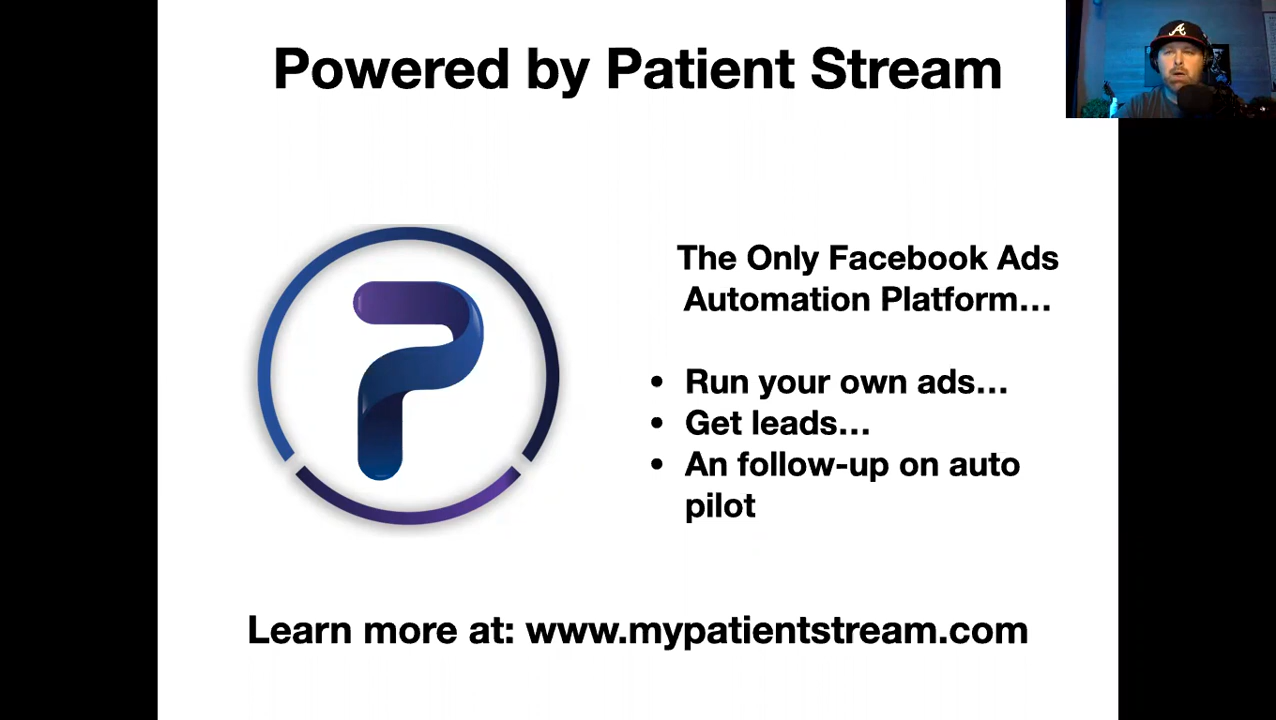 Powered by Patient Stream
The Only Facebook Ads
Automation Platform…
• Run your own ads…
• Get leads…
• An follow-up on auto
pilot
Learn more at: www.mypatientstream.com